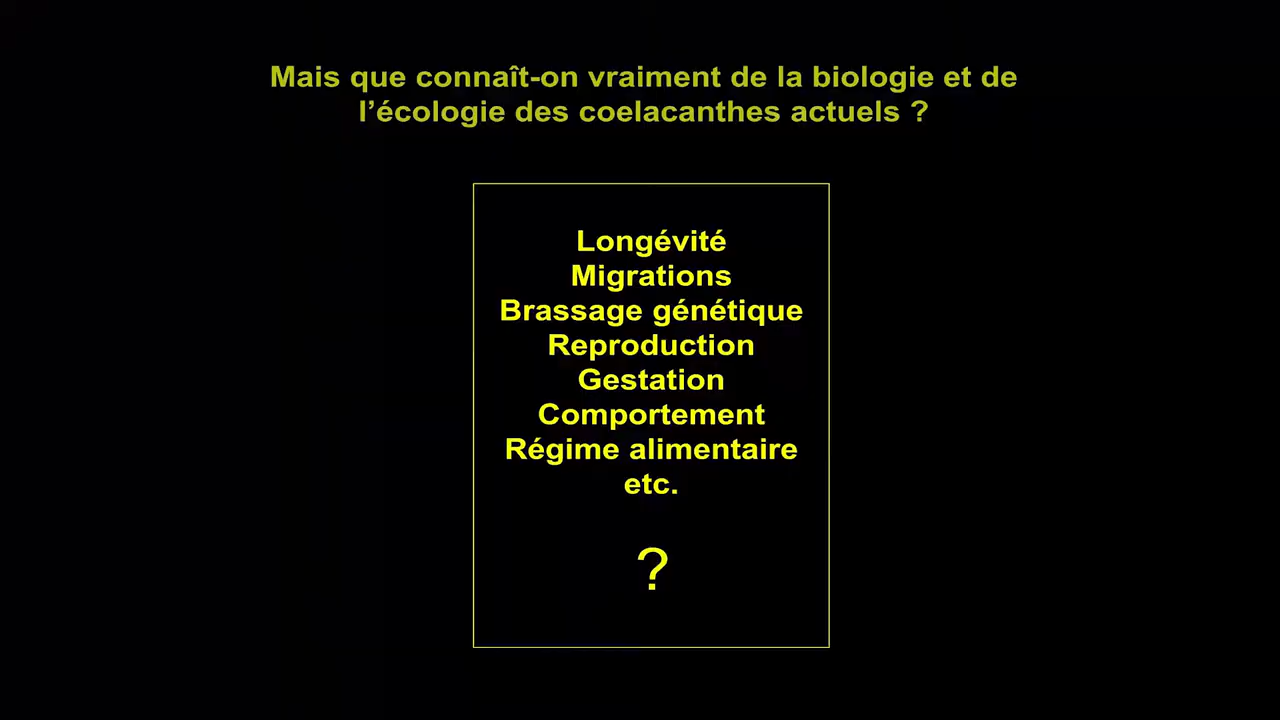 Mais que connaît-on vraiment de la biologie et de
l’écologie des coelacanthes actuels ?
Longévité
Migrations
Brassage génétique
Reproduction
Gestation
Comportement
Régime alimentaire
etc.
?